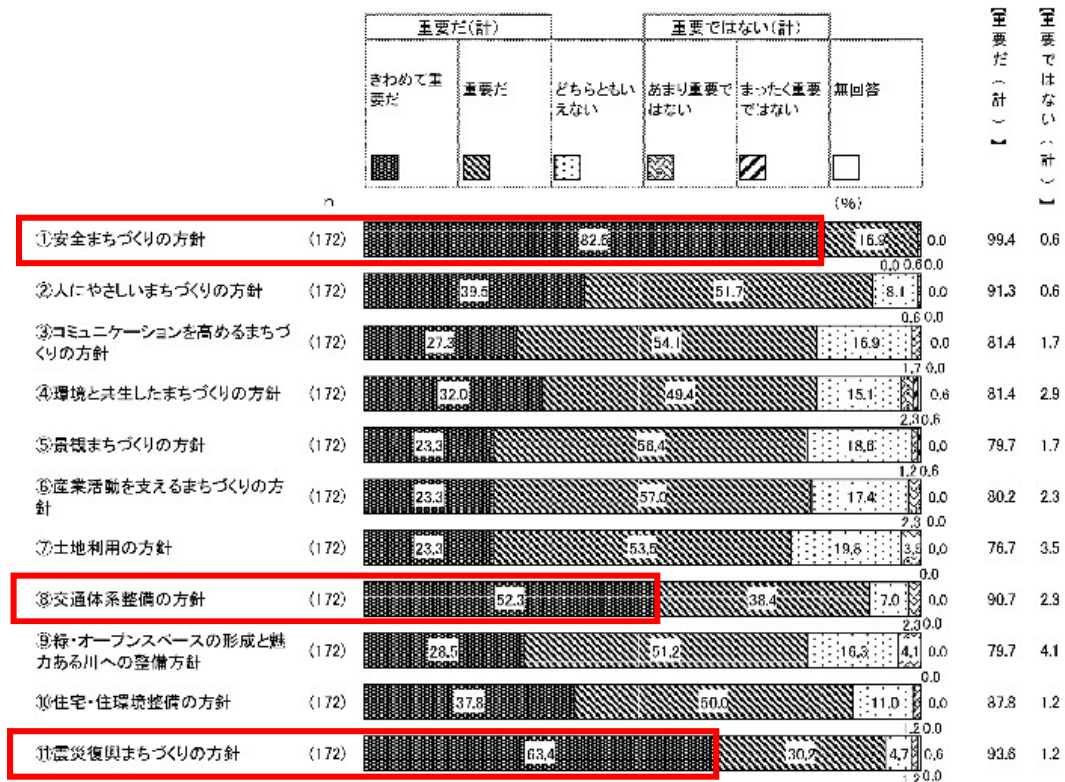 重要だ(計) 重要ではない(計)
きわめて重要だ 重要だ どちらともいえない あまり重要ではない まったく重要ではない 無回答
【重要だ(計)】 【重要ではない(計)】
n (%)
①安全まちづくりの方針 (172) 82.6 16.9 0.0 99.4 0.6
0.0 0.6 0.0
②人にやさしいまちづくりの方針 (172) 39.5 51.7 8.1 0.0 91.3 0.6
0.6 0.0
③コミュニケーションを高めるまちづ
くりの方針 (172) 27.3 54.1 16.9 0.0 81.4 1.7
1.7 0.0
④環境と共生したまちづくりの方針 (172) 32.0 49.4 15.1 0.6 81.4 2.9
2.3 0.6
⑤景観まちづくりの方針 (172) 23.3 56.4 18.6 0.0 79.7 1.7
1.2 0.6
⑥産業活動を支えるまちづくりの方
針 (172) 23.3 57.0 17.4 0.0 80.2 2.3
2.3 0.0
⑦土地利用の方針 (172) 23.3 53.5 19.8 3.5 0.0 76.7 3.5
0.0
⑧交通体系整備の方針 (172) 52.3 38.4 7.0 0.0 90.7 2.3
2.3 0.0
⑨緑・オープンスペースの形成と魅
力ある川への整備方針 (172) 28.5 51.2 16.3 4.1 0.0 79.7 4.1
0.0
⑩住宅・住環境整備の方針 (172) 37.8 50.0 11.0 0.0 87.8 1.2
1.2 0.0
⑪震災復興まちづくりの方針 (172) 63.4 30.2 4.7 0.6 93.6 1.2
1.2 0.0